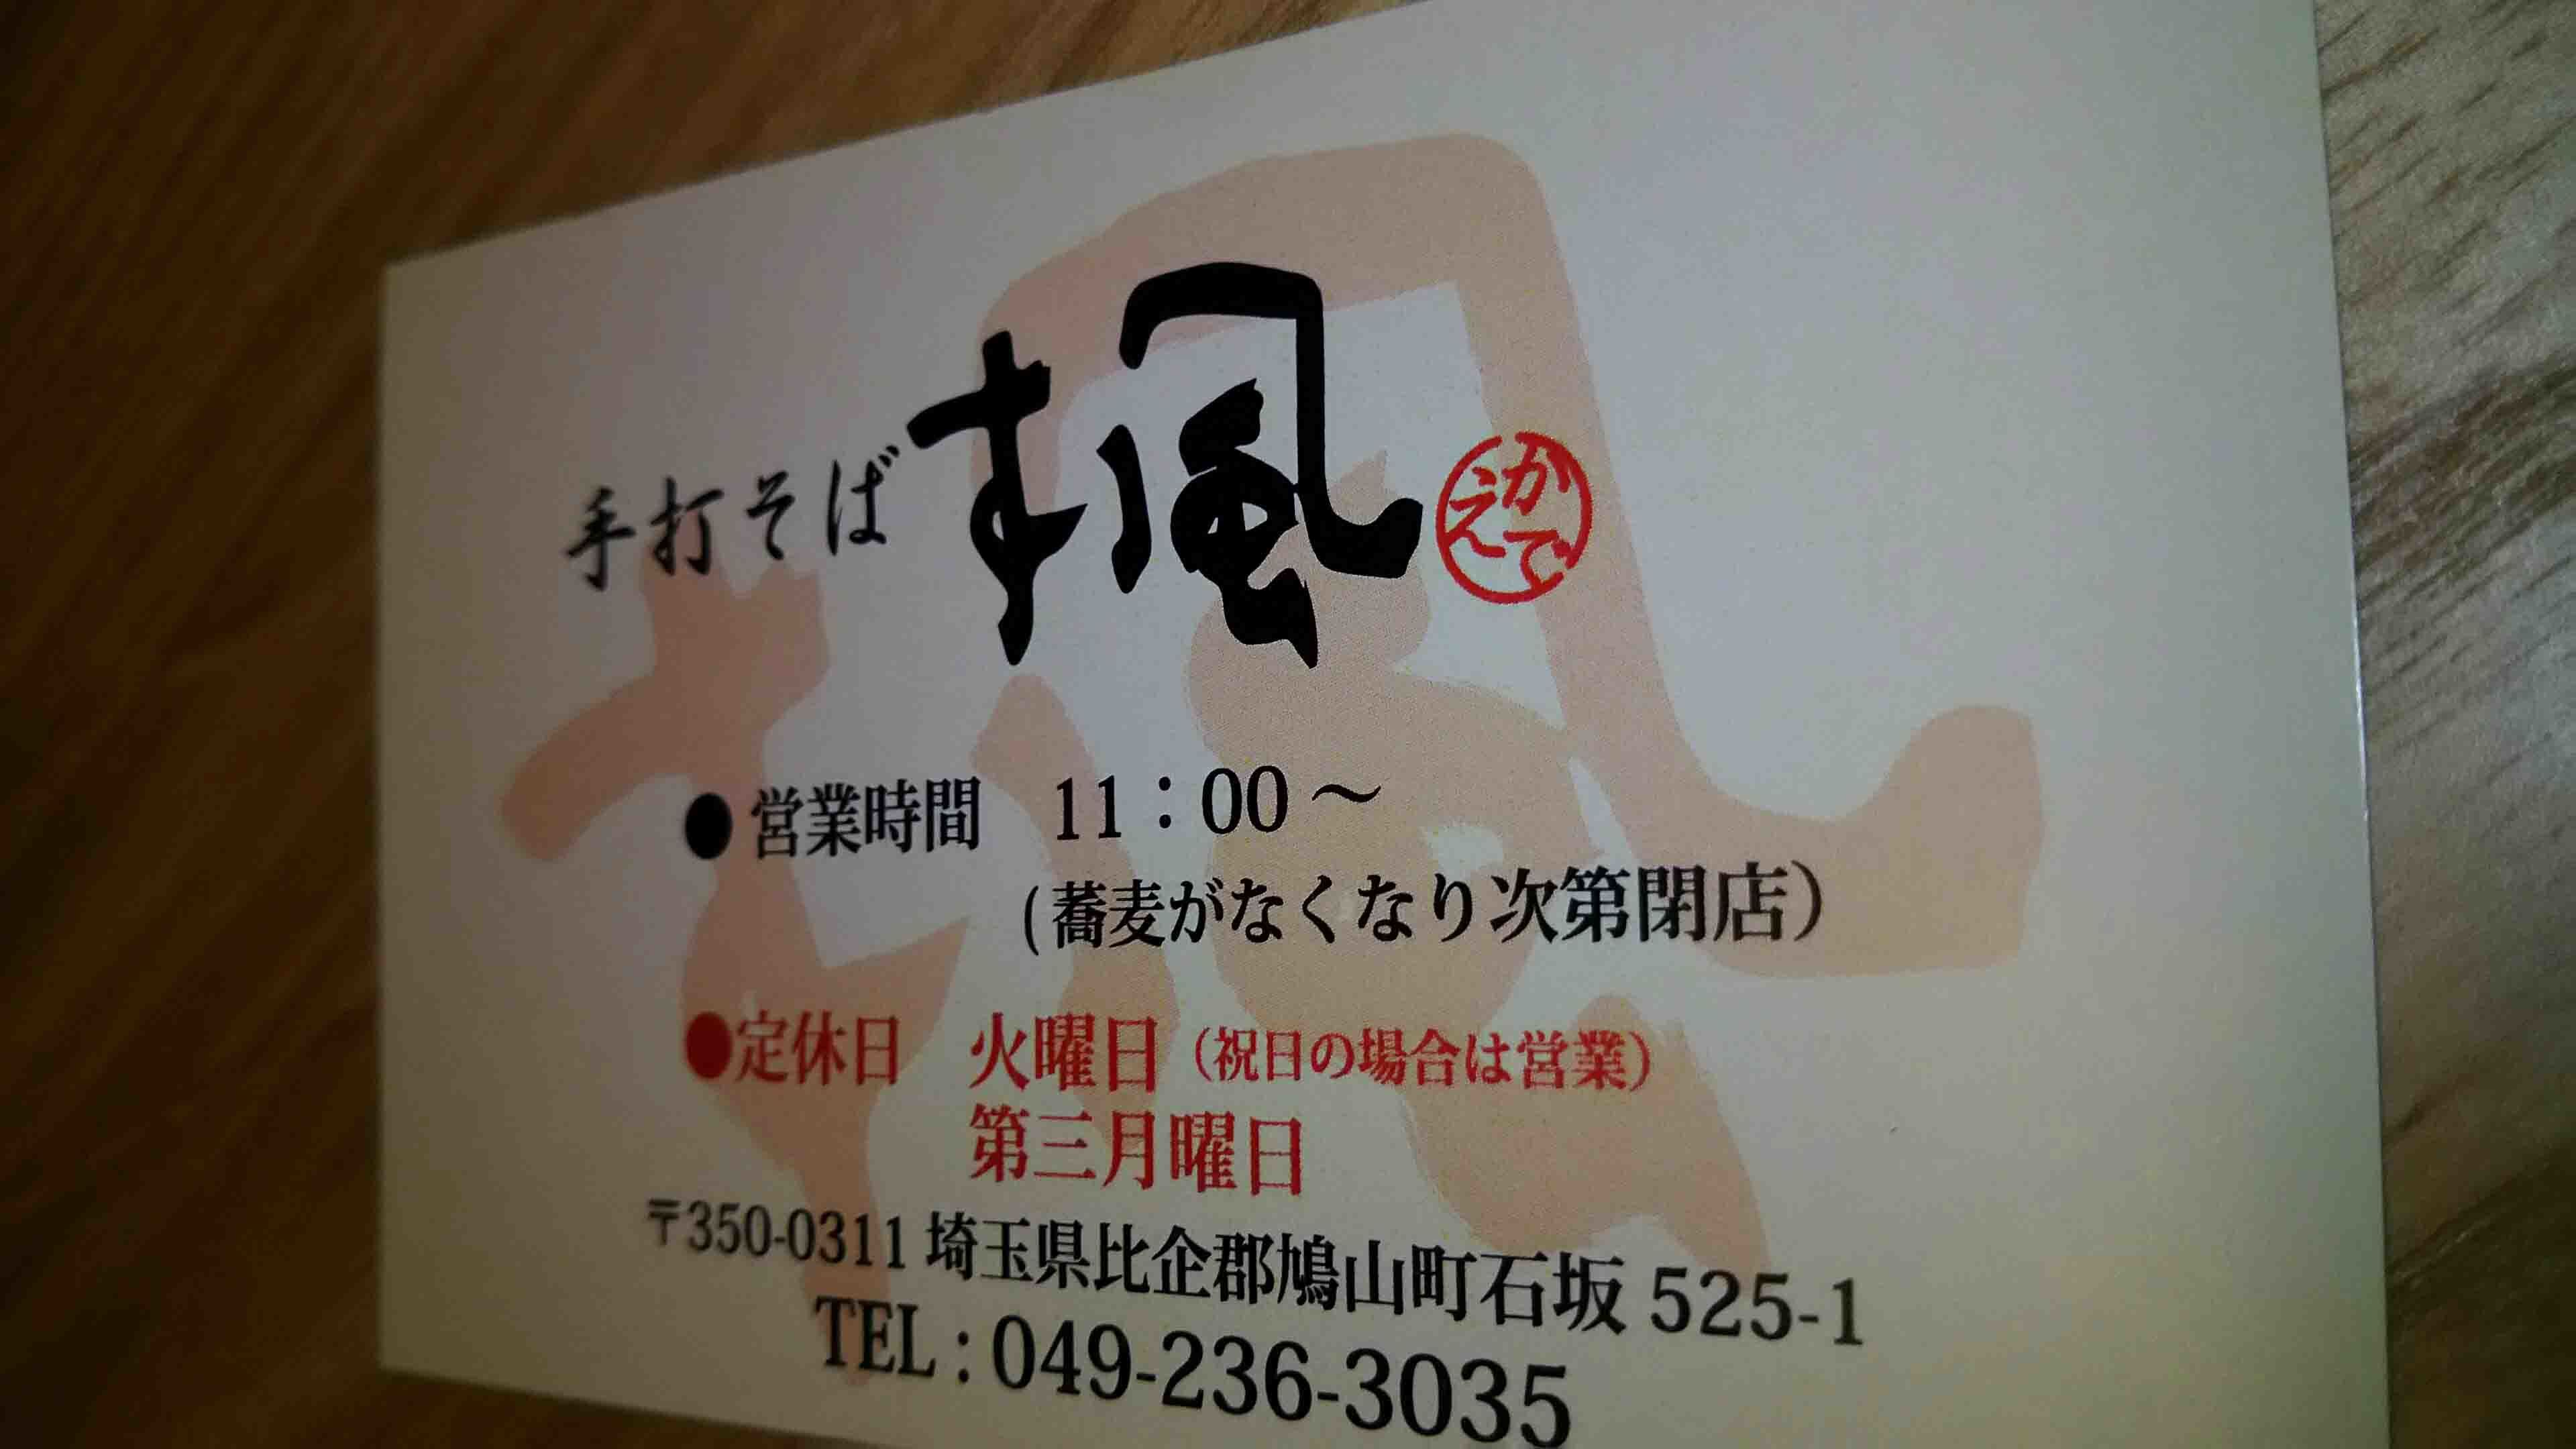 手打そば 楓 かえで
●営業時間 11：00～
(蕎麦がなくなり次第閉店)
●定休日 火曜日（祝日の場合は営業）
第三月曜日
〒350-0311 埼玉県比企郡鳩山町石坂 525-1
TEL : 049-236-3035